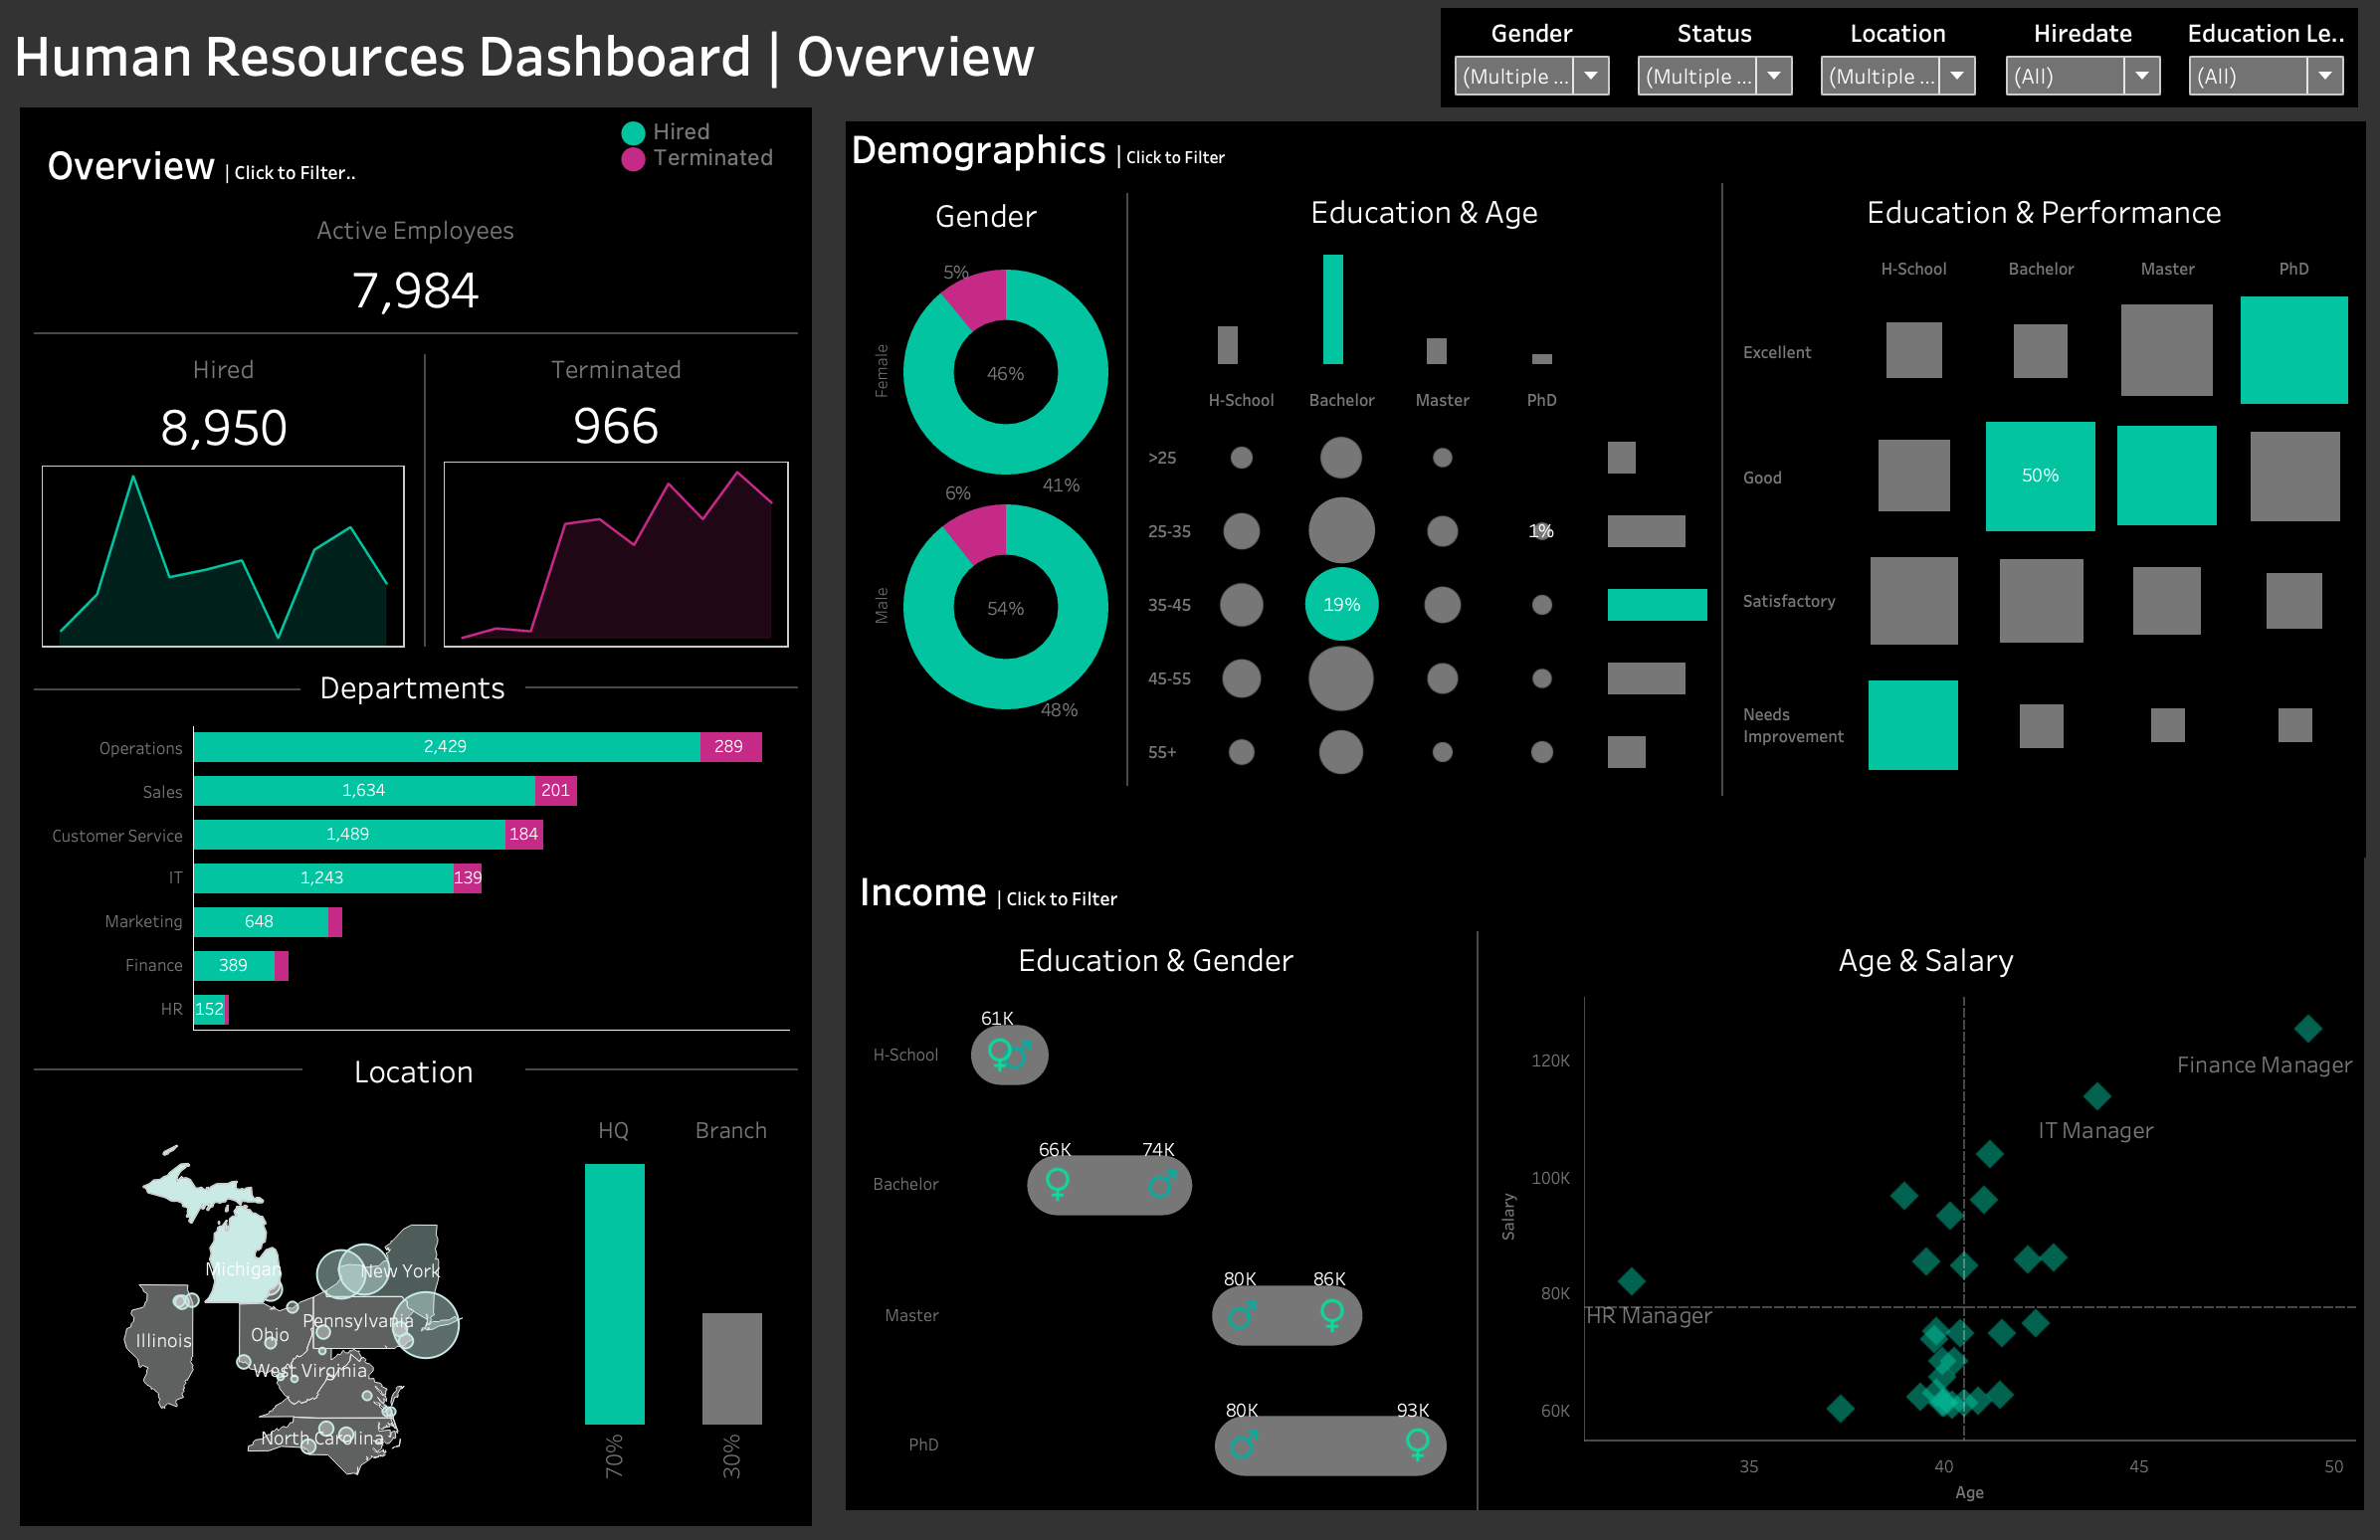 Human Resources Dashboard | Overview
Gender
Status
Location
Hiredate
Education Le..
(Multiple ...
(Multiple ...
(Multiple ...
(All)
(All)
Hired
Terminated
Overview | Click to Filter..
Active Employees
7,984
Hired
8,950
Terminated
966
Departments
Operations 2,429 289
Sales 1,634 201
Customer Service 1,489 184
IT 1,243 139
Marketing 648
Finance 389
HR 152
Location
HQ
Branch
Michigan
New York
Pennsylvania
Illinois
Ohio
West Virginia
North Carolina
70%
30%
Demographics | Click to Filter
Gender
5%
Female
46%
41%
6%
Male
54%
48%
Education & Age
H-School Bachelor Master PhD
>25
25-35 1%
35-45 19%
45-55
55+
Education & Performance
H-School Bachelor Master PhD
Excellent
Good 50%
Satisfactory
Needs
Improvement
Income | Click to Filter
Education & Gender
61K
H-School
66K 74K
Bachelor
80K 86K
Master
80K 93K
PhD
Age & Salary
Salary
120K
100K
80K
60K
Finance Manager
IT Manager
HR Manager
35 40 45 50
Age